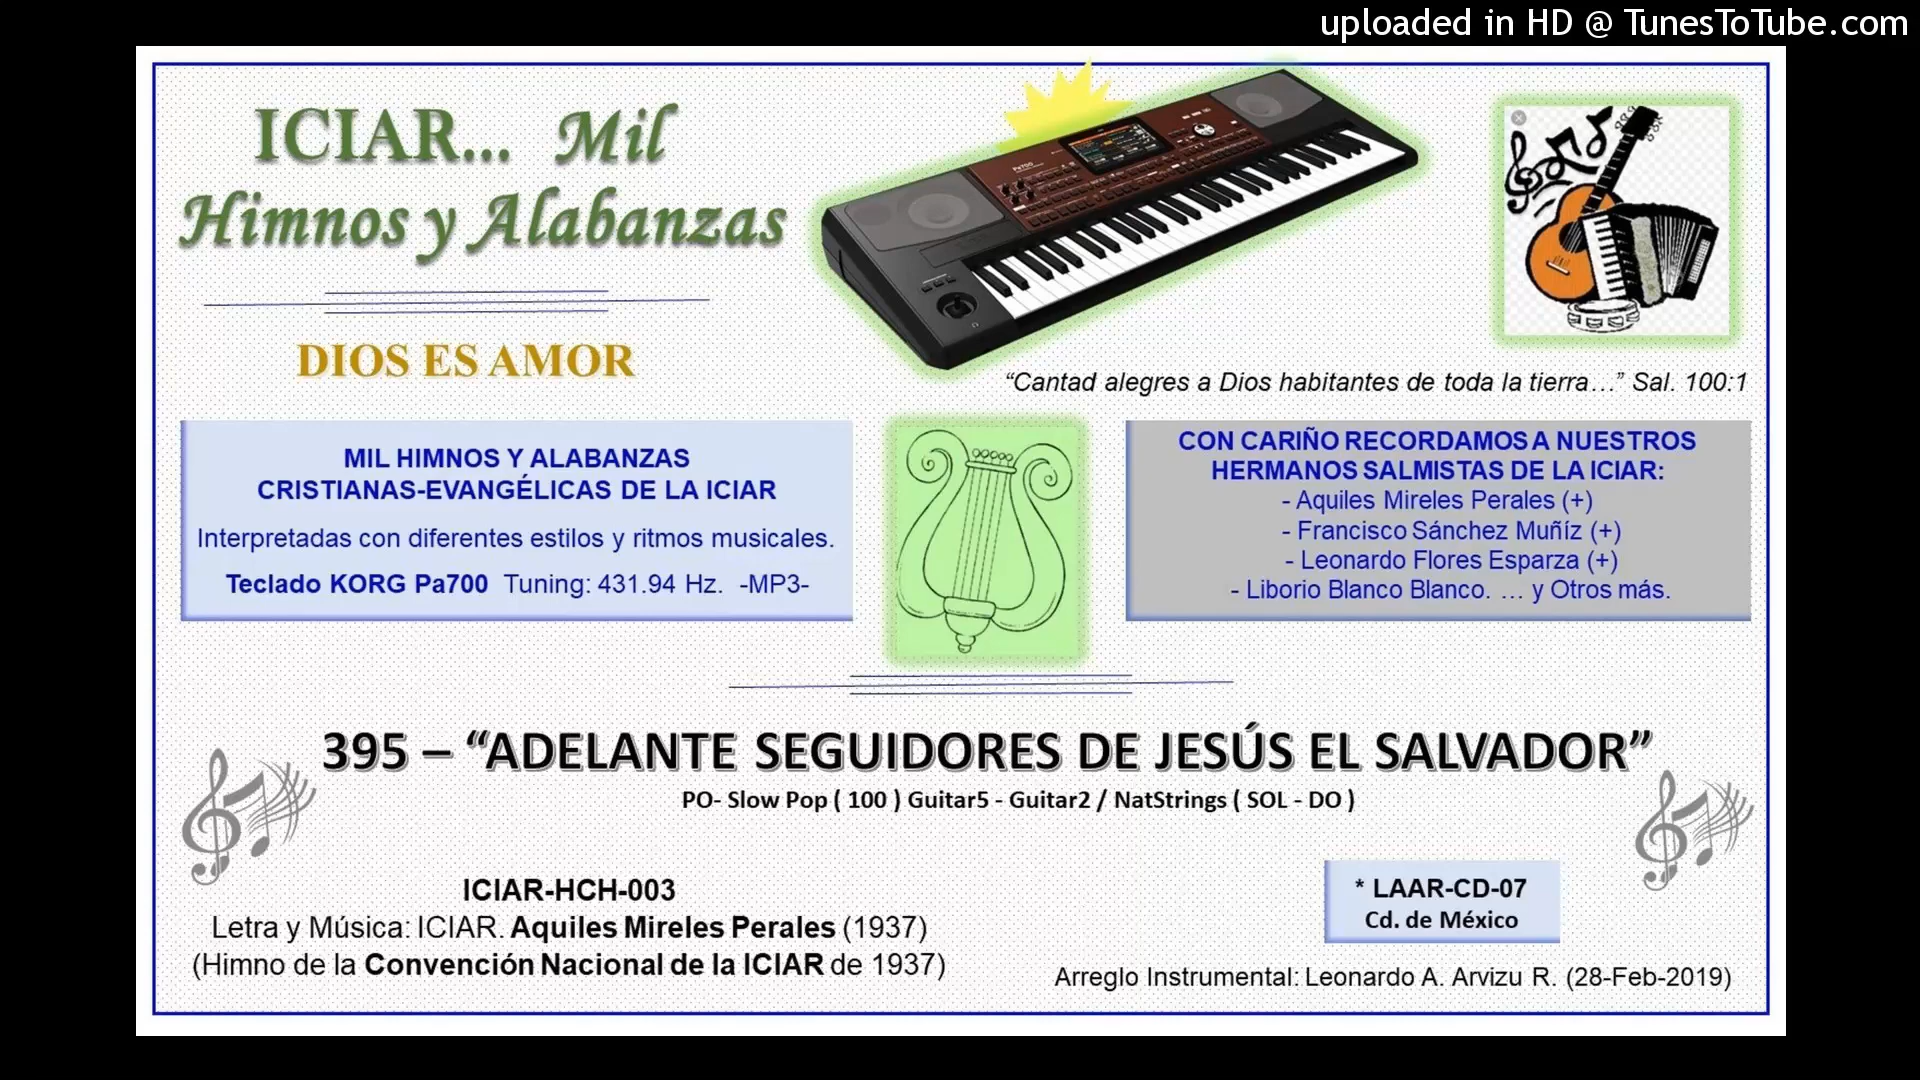 uploaded in HD @ TunesToTube.com
ICIAR... Mil
Himnos y Alabanzas
DIOS ES AMOR
Pa700
“Cantad alegres a Dios habitantes de toda la tierra…” Sal. 100:1
MIL HIMNOS Y ALABANZAS
CRISTIANAS-EVANGÉLICAS DE LA ICIAR
Interpretadas con diferentes estilos y ritmos musicales.
Teclado KORG Pa700 Tuning: 431.94 Hz. -MP3-
CON CARIÑO RECORDAMOS A NUESTROS
HERMANOS SALMISTAS DE LA ICIAR:
- Aquiles Mireles Perales (+)
- Francisco Sánchez Muñíz (+)
- Leonardo Flores Esparza (+)
- Liborio Blanco Blanco. … y Otros más.
395 – “ADELANTE SEGUIDORES DE JESÚS EL SALVADOR”
PO- Slow Pop ( 100 ) Guitar5 - Guitar2 / NatStrings ( SOL - DO )
ICIAR-HCH-003
Letra y Música: ICIAR. Aquiles Mireles Perales (1937)
(Himno de la Convención Nacional de la ICIAR de 1937)
* LAAR-CD-07
Cd. de México
Arreglo Instrumental: Leonardo A. Arvizu R. (28-Feb-2019)